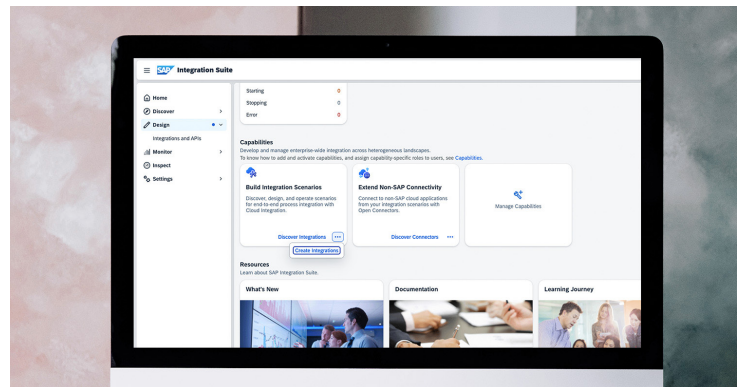 SAP Integration Suite
Home
Discover
Design
Integrations and APIs
Monitor
Inspect
Settings
Starting 0
Stopping 0
Error 0
Capabilities
Develop and manage enterprise-wide integration across heterogeneous landscapes.
To know how to add and activate capabilities, and assign capability-specific roles to users, see Capabilities.
Build Integration Scenarios
Discover, design, and operate scenarios
for end-to-end process integration with
Cloud Integration.
Discover Integrations
Create Integrations
Extend Non-SAP Connectivity
Connect to non-SAP cloud applications
from your integration scenarios with
Open Connectors.
Discover Connectors
Manage Capabilities
Resources
Learn about SAP Integration Suite.
What's New
Documentation
Learning Journey